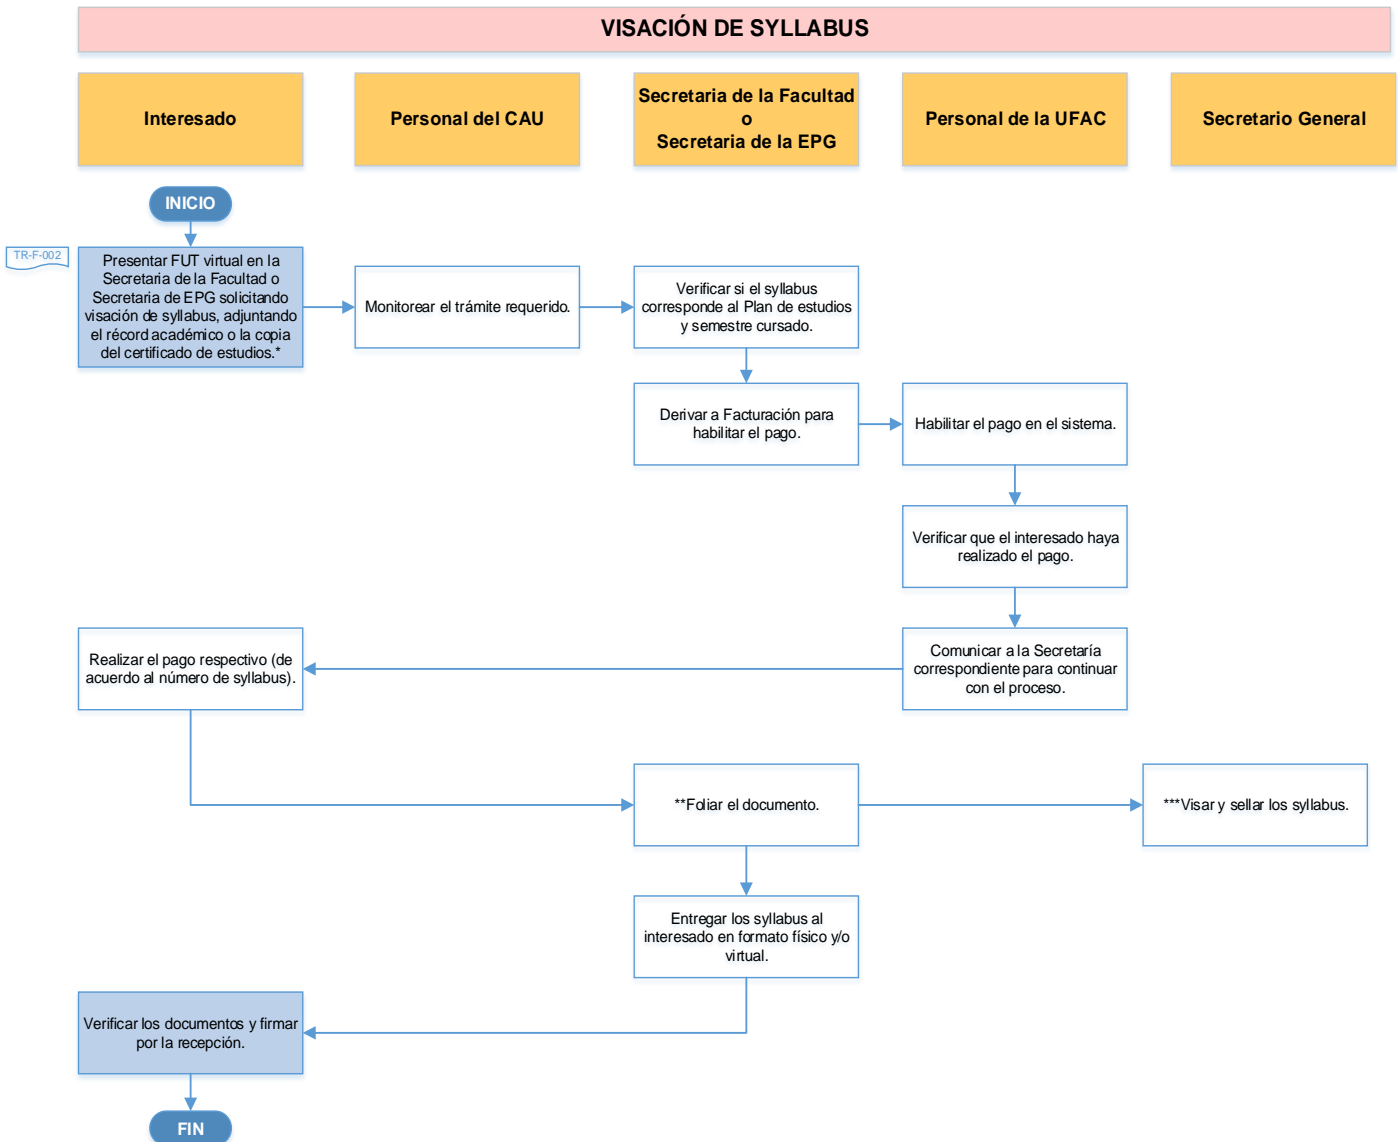 VISACIÓN DE SYLLABUS
Interesado
Personal del CAU
Secretaria de la Facultad
o
Secretaria de la EPG
Personal de la UFAC
Secretario General
INICIO
TR-F-002
Presentar FUT virtual en la
Secretaria de la Facultad o
Secretaria de EPG solicitando
visación de syllabus, adjuntando
el récord académico o la copia
del certificado de estudios.*
Monitorear el trámite requerido.
Verificar si el syllabus
corresponde al Plan de estudios
y semestre cursado.
Derivar a Facturación para
habilitar el pago.
Habilitar el pago en el sistema.
Verificar que el interesado haya
realizado el pago.
Realizar el pago respectivo (de
acuerdo al número de syllabus).
Comunicar a la Secretaría
correspondiente para continuar
con el proceso.
**Foliar el documento.
***Visar y sellar los syllabus.
Entregar los syllabus al
interesado en formato físico y/o
virtual.
Verificar los documentos y firmar
por la recepción.
FIN